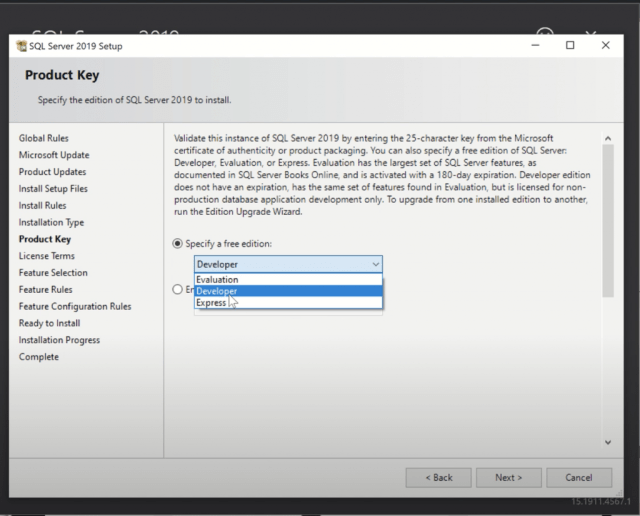 SQL Server 2019
SQL Server 2019 Setup
Product Key
Specify the edition of SQL Server 2019 to install.
Global Rules
Microsoft Update
Product Updates
Install Setup Files
Install Rules
Installation Type
Product Key
License Terms
Feature Selection
Feature Rules
Feature Configuration Rules
Ready to Install
Installation Progress
Complete
Validate this instance of SQL Server 2019 by entering the 25-character key from the Microsoft
certificate of authenticity or product packaging. You can also specify a free edition of SQL Server:
Developer, Evaluation, or Express. Evaluation has the largest set of SQL Server features, as
documented in SQL Server Books Online, and is activated with a 180-day expiration. Developer edition
does not have an expiration, has the same set of features found in Evaluation, but is licensed for non-
production database application development only. To upgrade from one installed edition to another,
run the Edition Upgrade Wizard.
Specify a free edition:
Developer
Evaluation
En
Developer
Express
< Back
Next >
Cancel
15.1911.4567.1